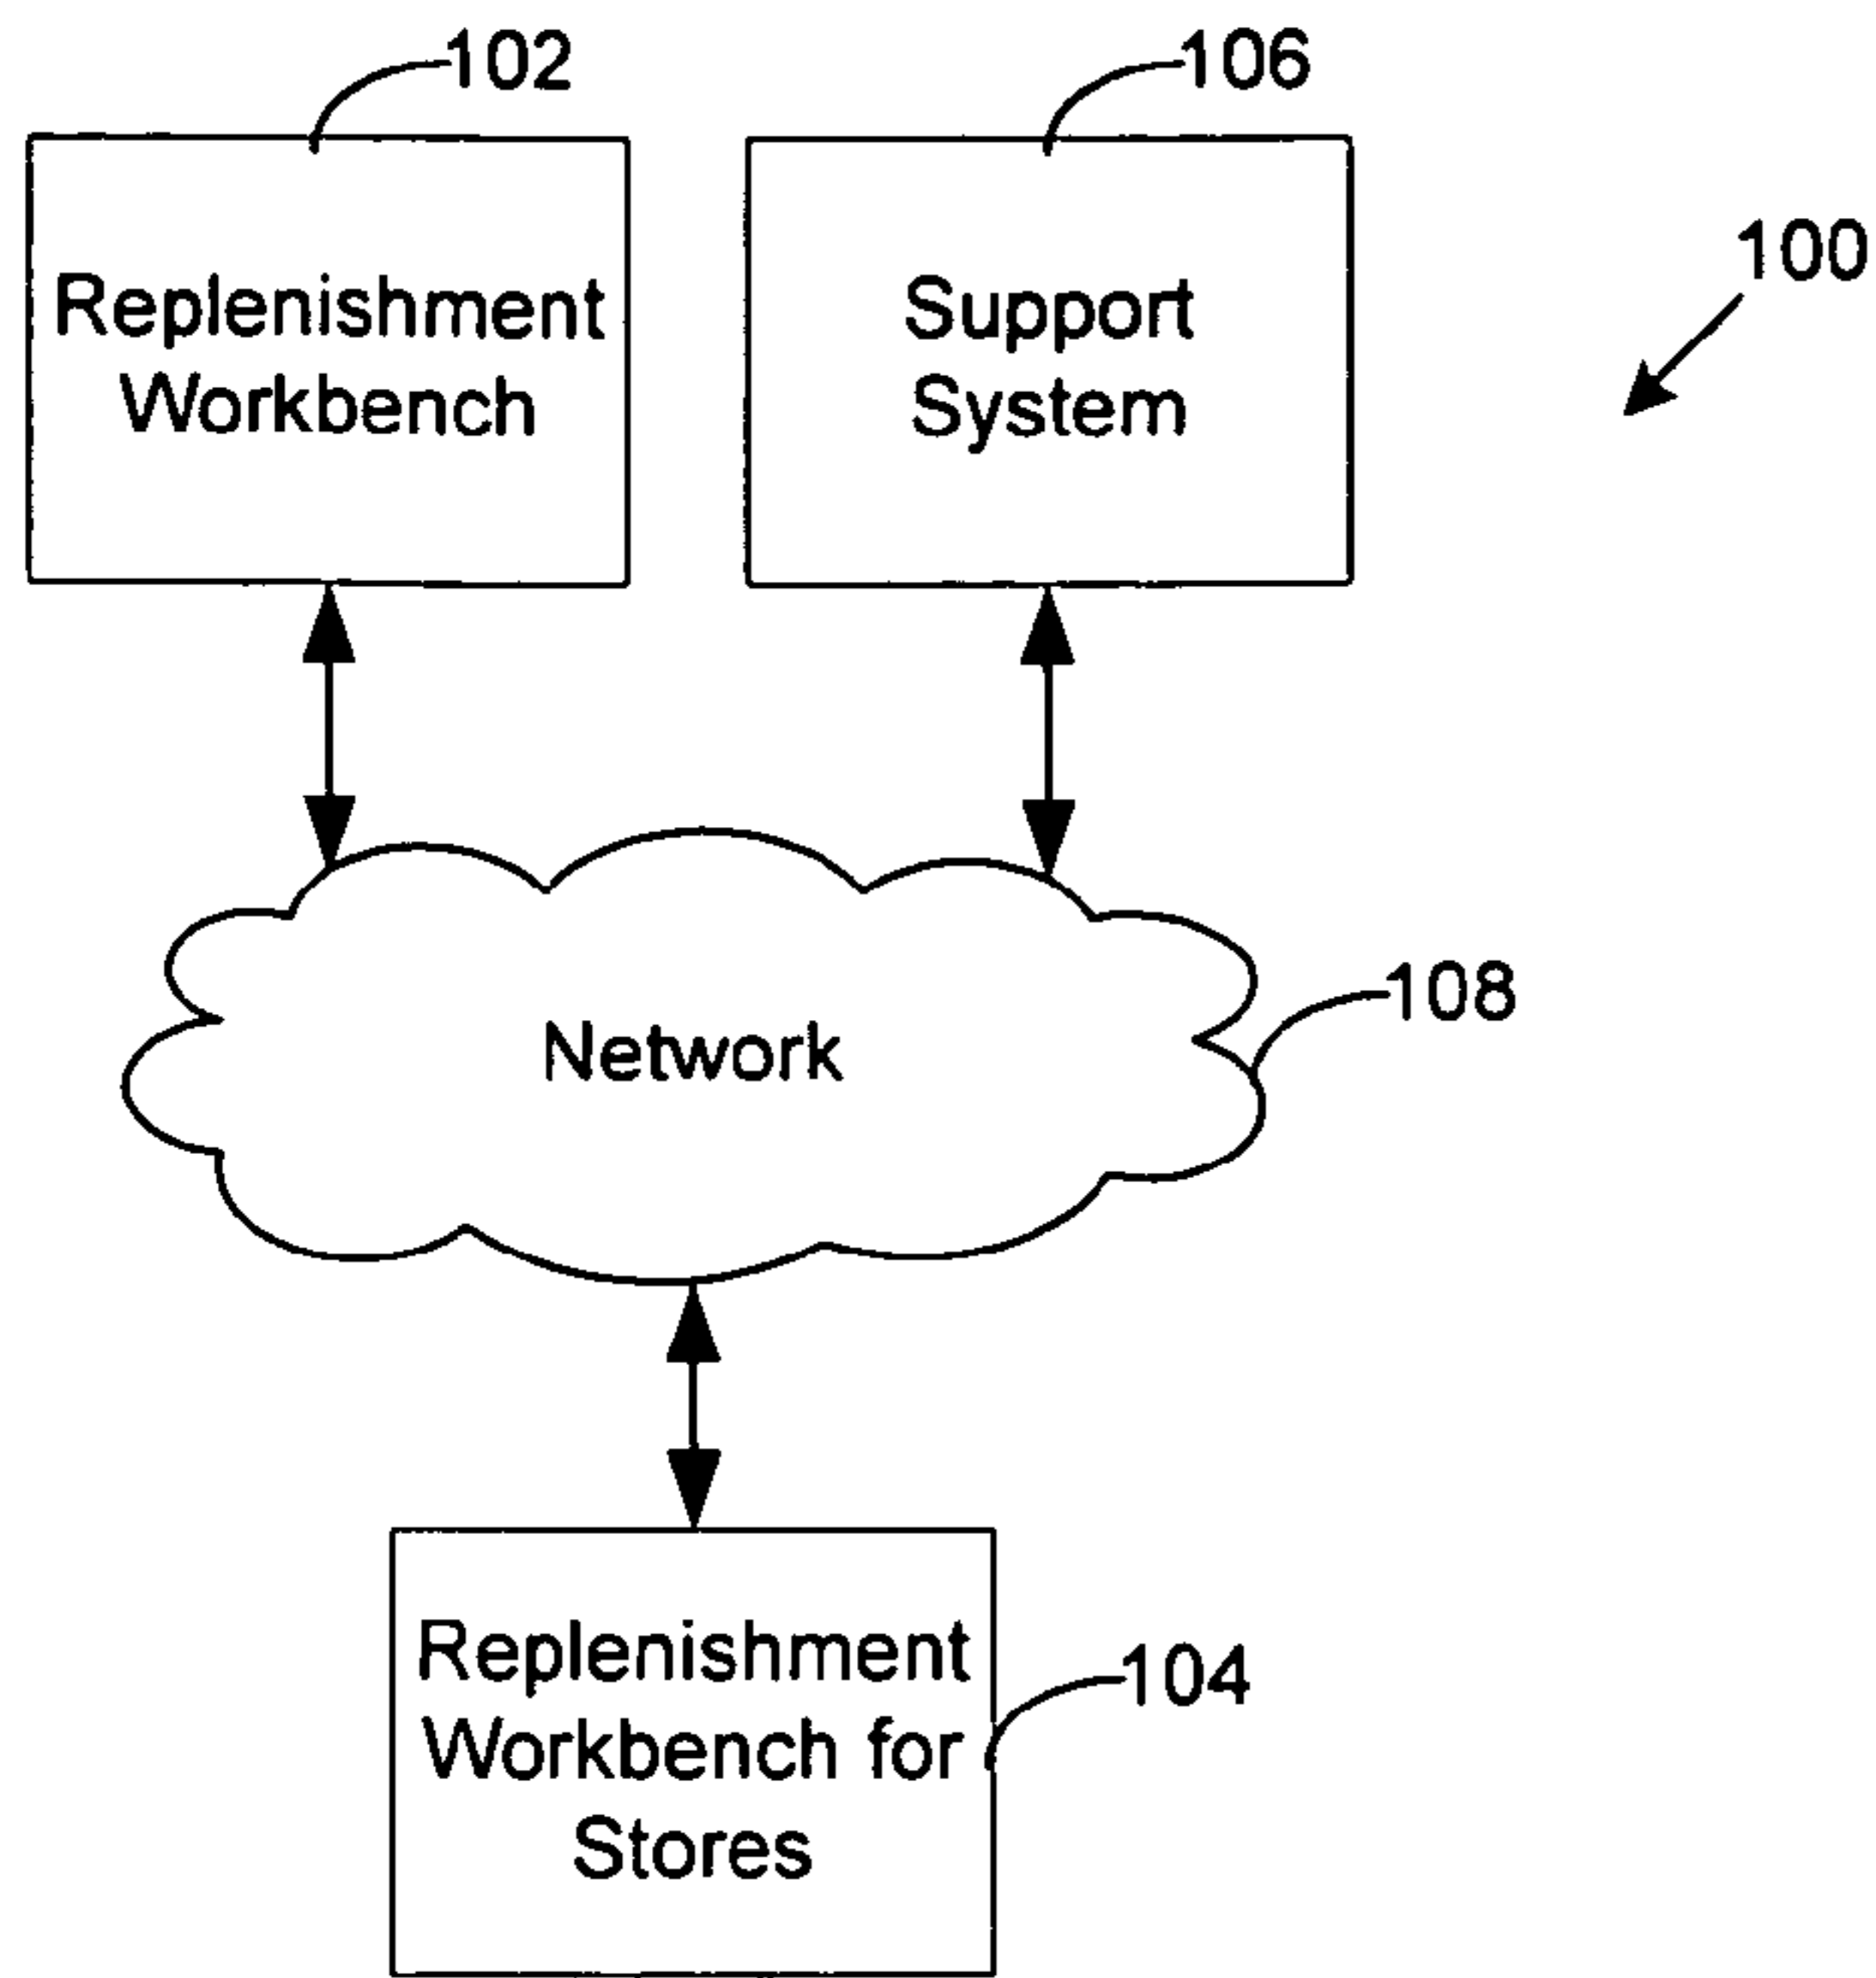 102
106
100
Replenishment
Workbench
Support
System
108
Network
Replenishment
Workbench for
Stores
104